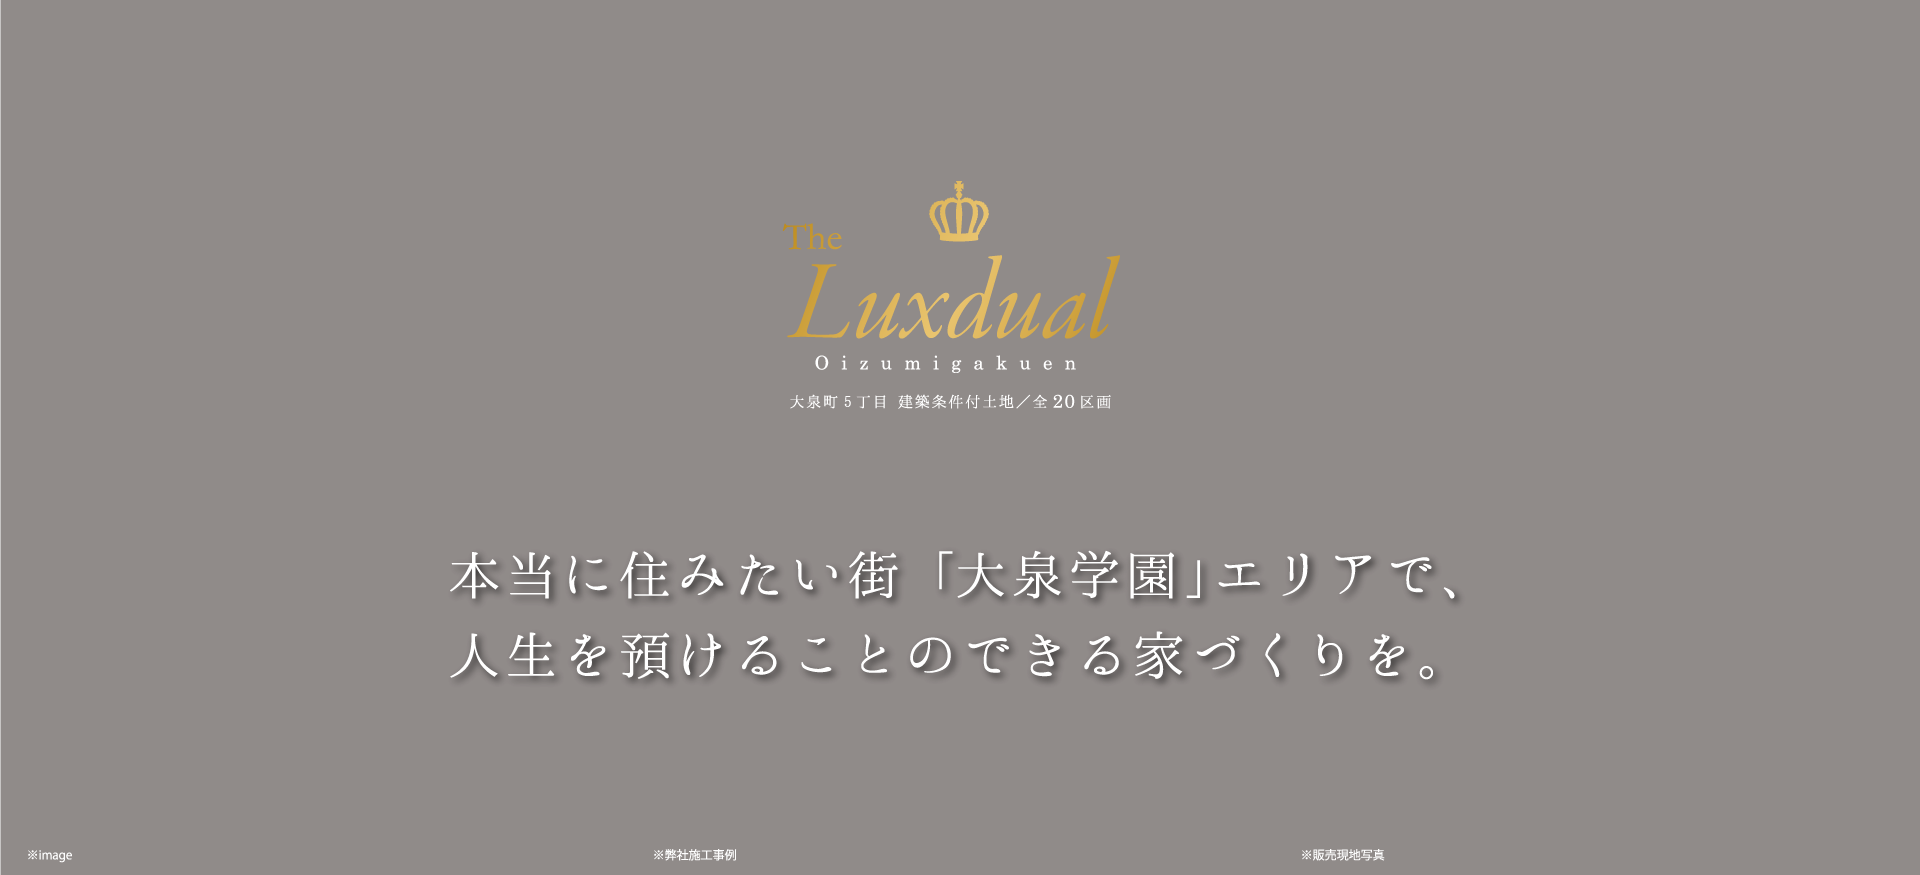 The
Luxdual
Oizumigakuen
大泉町5丁目 建築条件付土地／全20区画
本当に住みたい街「大泉学園」エリアで、
人生を預けることのできる家づくりを。
※image
※弊社施工事例
※販売現地写真